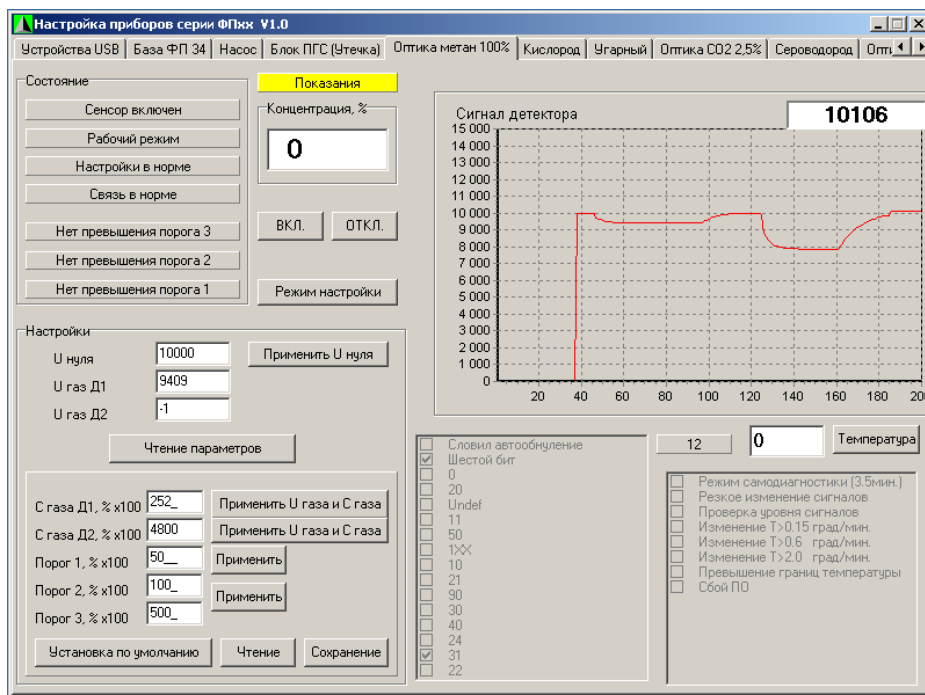 Настройка приборов серии ФПхх V1.0
Устройства USB База ФП 34 Насос Блок ПГС (Утечка) Оптика метан 100% Кислород Угарный Оптика СО2 2,5% Сероводород Опти
Состояние
Сенсор включен
Рабочий режим
Настройки в норме
Связь в норме
Нет превышения порога 3
Нет превышения порога 2
Нет превышения порога 1
Показания
Концентрация, %
0
ВКЛ. ОТКЛ.
Режим настройки
Сигнал детектора
10106
15 000
14 000
13 000
12 000
11 000
10 000
9 000
8 000
7 000
6 000
5 000
4 000
3 000
2 000
1 000
0
20 40 60 80 100 120 140 160 180 20
Настройки
U нуля 10000 Применить U нуля
U газ Д1 9409
U газ Д2 -1
Чтение параметров
С газа Д1, % x100 252_ Применить U газа и С газа
С газа Д2, % x100 4800 Применить U газа и С газа
Порог 1, % x100 50__ Применить
Порог 2, % x100 100_ Применить
Порог 3, % x100 500_
Установка по умолчанию Чтение Сохранение
Словил автообнуление
Шестой бит
0
20
Undef
11
50
1XX
10
21
90
30
40
24
31
22
12 0 Температура
Режим самодиагностики (3.5мин.)
Резкое изменение сигналов
Проверка уровня сигналов
Изменение Т>0.15 град/мин.
Изменение Т>0.6 град/мин.
Изменение Т>2.0 град/мин.
Превышение границ температуры
Сбой ПО